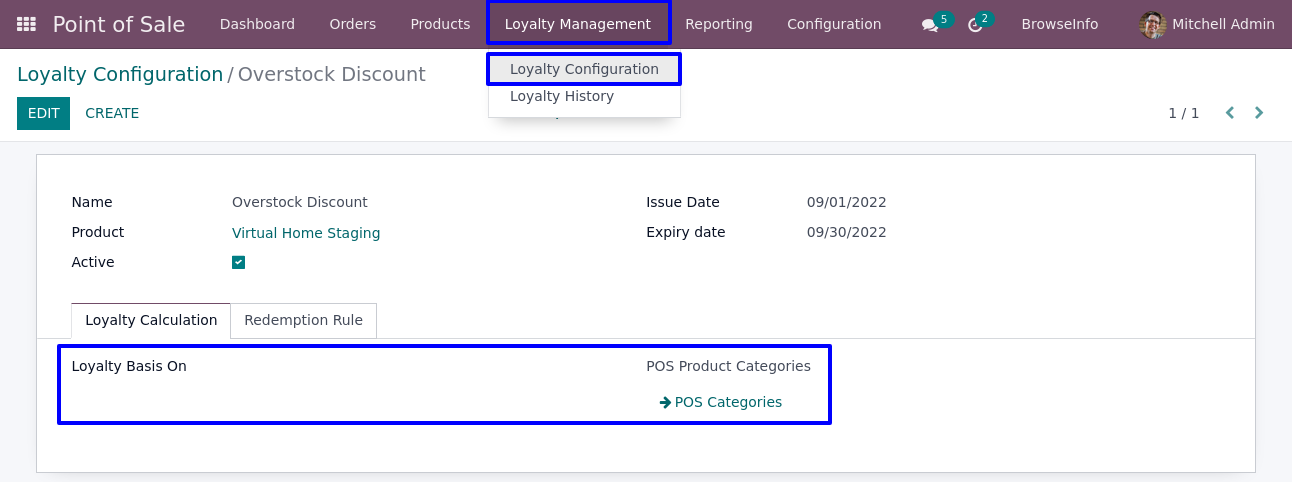 Point of Sale Dashboard Orders Products Loyalty Management Reporting Configuration 5 2 BrowseInfo Mitchell Admin
Loyalty Configuration / Overstock Discount
Loyalty Configuration
Loyalty History
EDIT CREATE 1 / 1
Name Overstock Discount Issue Date 09/01/2022
Product Virtual Home Staging Expiry date 09/30/2022
Active
Loyalty Calculation Redemption Rule
Loyalty Basis On POS Product Categories
POS Categories